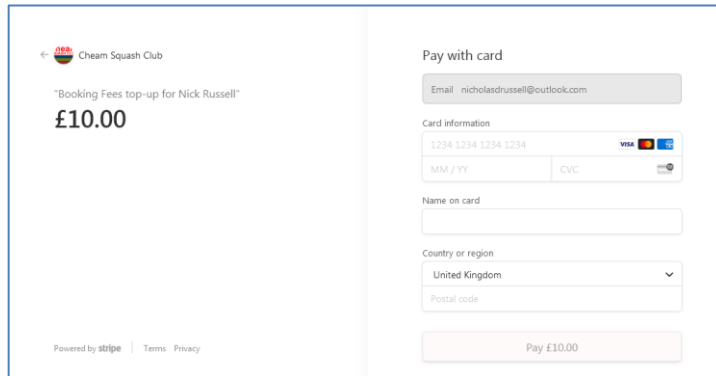 Cheam Squash Club
"Booking Fees top-up for Nick Russell"
£10.00
Powered by stripe Terms Privacy
Pay with card
Email nicholasdrussell@outlook.com
Card information
1234 1234 1234 1234 VISA
MM / YY CVC
Name on card
Country or region
United Kingdom
Postal code
Pay £10.00